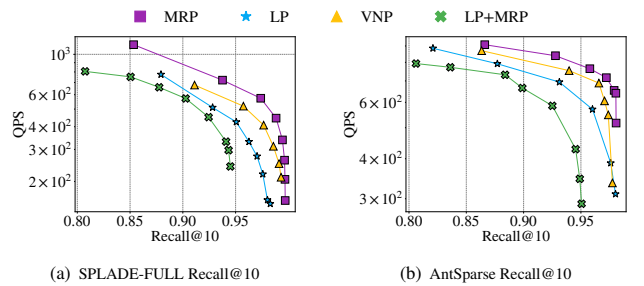 MRP LP VNP LP+MRP
10³
6 × 10²
4 × 10²
3 × 10²
2 × 10²
QPS
0.80 0.85 0.90 0.95
Recall@10
(a) SPLADE-FULL Recall@10
6 × 10²
4 × 10²
3 × 10²
QPS
0.80 0.85 0.90 0.95
Recall@10
(b) AntSparse Recall@10